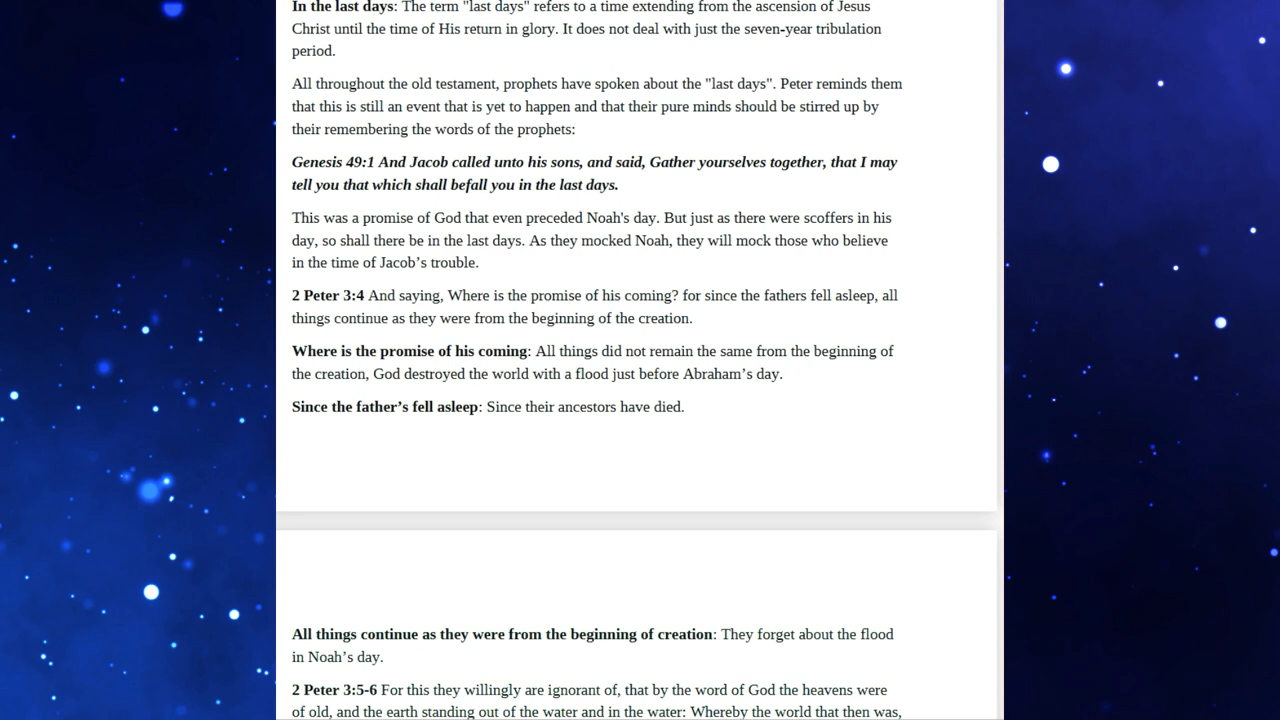 In the last days: The term "last days" refers to a time extending from the ascension of Jesus
Christ until the time of His return in glory. It does not deal with just the seven-year tribulation
period.
All throughout the old testament, prophets have spoken about the "last days". Peter reminds them
that this is still an event that is yet to happen and that their pure minds should be stirred up by
their remembering the words of the prophets:
Genesis 49:1 And Jacob called unto his sons, and said, Gather yourselves together, that I may
tell you that which shall befall you in the last days.
This was a promise of God that even preceded Noah's day. But just as there were scoffers in his
day, so shall there be in the last days. As they mocked Noah, they will mock those who believe
in the time of Jacob’s trouble.
2 Peter 3:4 And saying, Where is the promise of his coming? for since the fathers fell asleep, all
things continue as they were from the beginning of the creation.
Where is the promise of his coming: All things did not remain the same from the beginning of
the creation, God destroyed the world with a flood just before Abraham’s day.
Since the father’s fell asleep: Since their ancestors have died.
All things continue as they were from the beginning of creation: They forget about the flood
in Noah’s day.
2 Peter 3:5-6 For this they willingly are ignorant of, that by the word of God the heavens were
of old, and the earth standing out of the water and in the water: Whereby the world that then was,